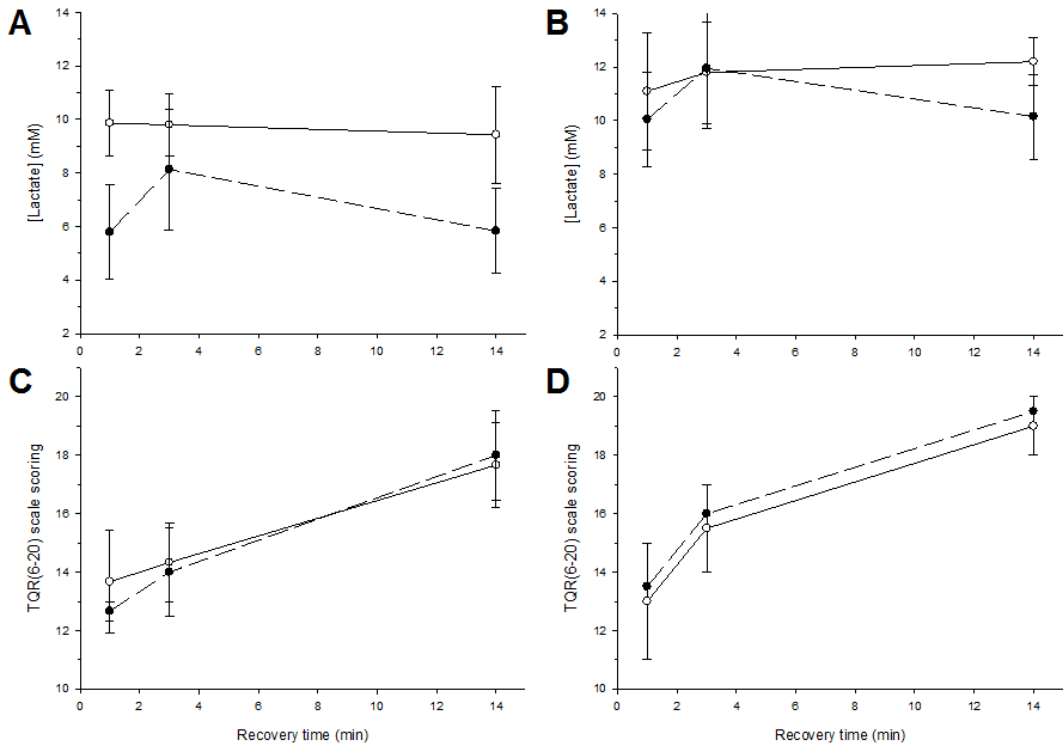 A
14
12
10
8
6
4
2
[Lactate] (mM)
0 2 4 6 8 10 12 14
B
14
12
10
8
6
4
2
[Lactate] (mM)
0 2 4 6 8 10 12 14
C
20
18
16
14
12
10
TQR(6-20) scale scoring
0 2 4 6 8 10 12 14
Recovery time (min)
D
20
18
16
14
12
10
TQR(6-20) scale scoring
0 2 4 6 8 10 12 14
Recovery time (min)